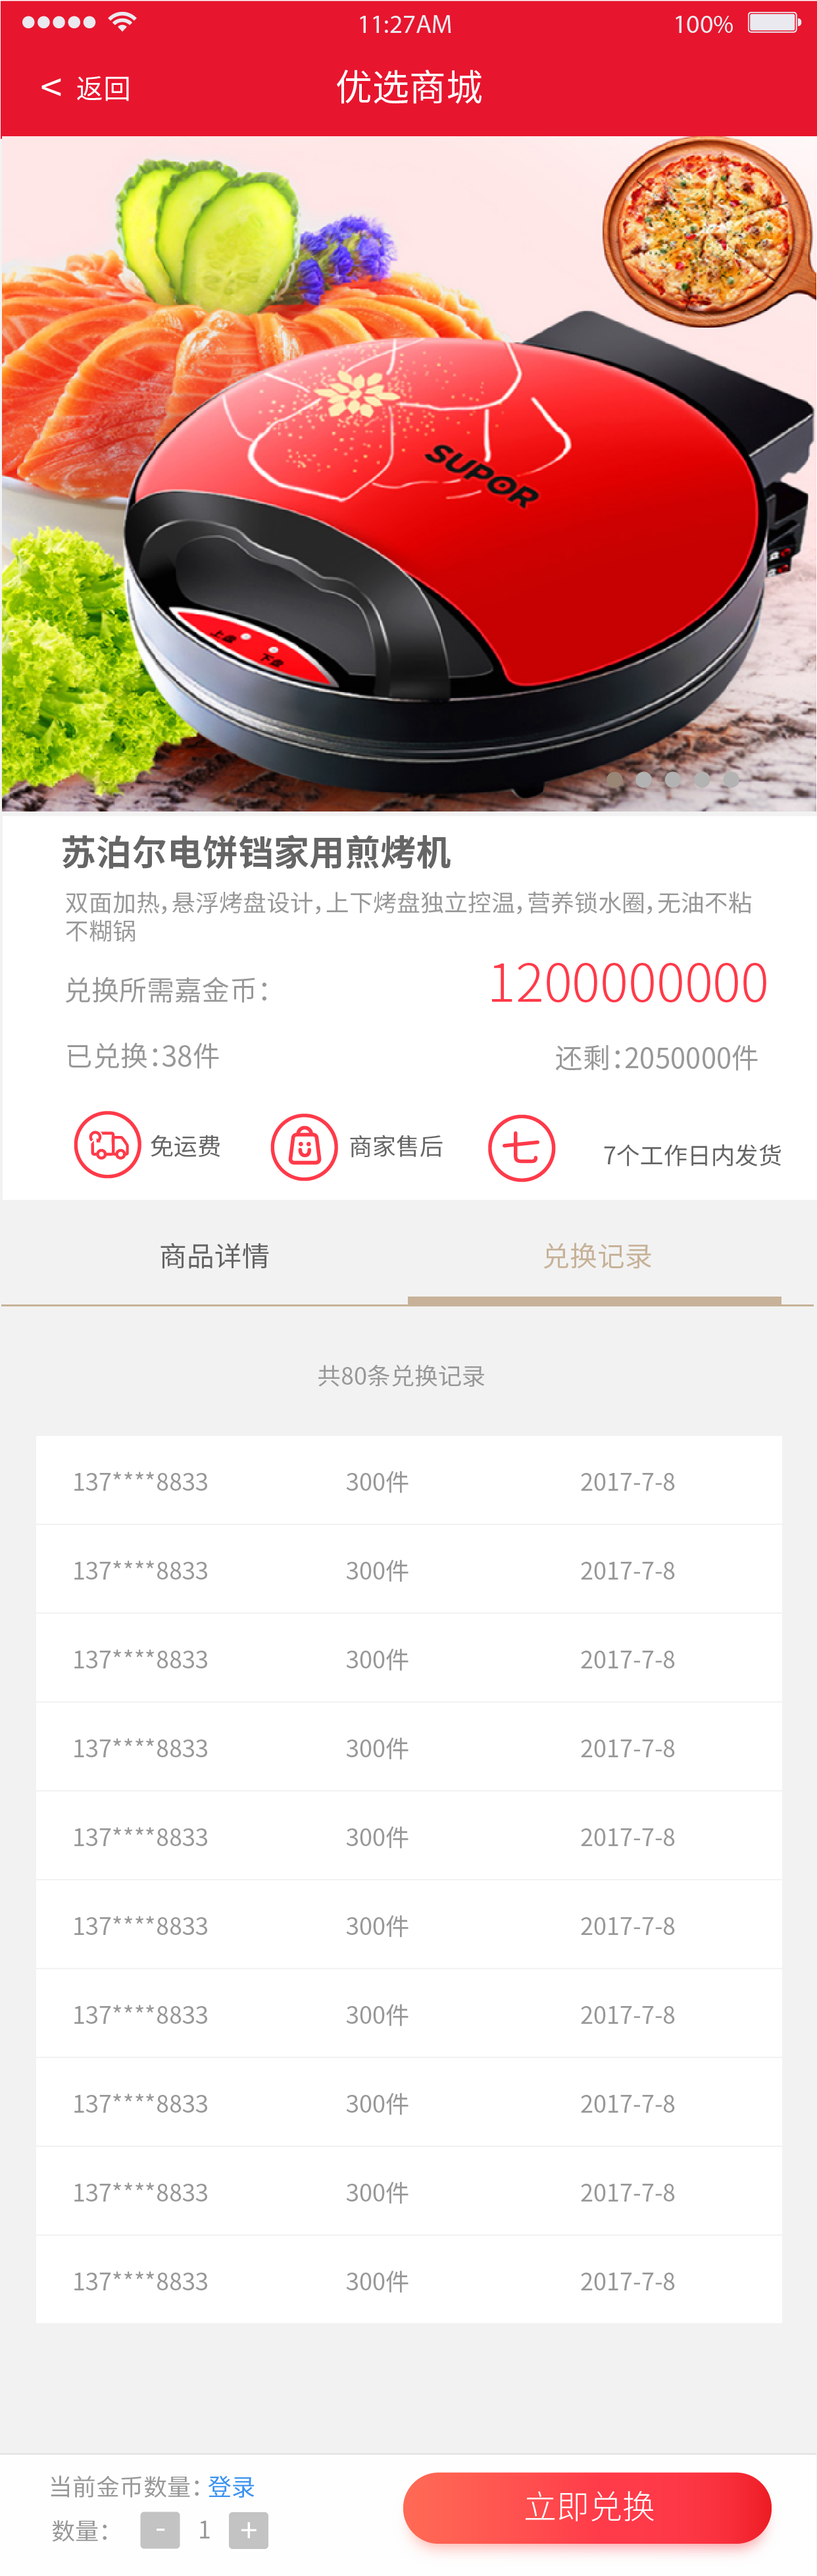 11:27AM 100%
< 返回 优选商城
SUPOR
上盘
下盘
苏泊尔电饼铛家用煎烤机
双面加热，悬浮烤盘设计，上下烤盘独立控温，营养锁水圈，无油不粘
不糊锅
兑换所需嘉金币： 1200000000
已兑换：38件 还剩：2050000件
免运费 商家售后 七 7个工作日内发货
商品详情 兑换记录
共80条兑换记录
137****8833 300件 2017-7-8
137****8833 300件 2017-7-8
137****8833 300件 2017-7-8
137****8833 300件 2017-7-8
137****8833 300件 2017-7-8
137****8833 300件 2017-7-8
137****8833 300件 2017-7-8
137****8833 300件 2017-7-8
137****8833 300件 2017-7-8
137****8833 300件 2017-7-8
当前金币数量：登录
数量： - 1 + 立即兑换